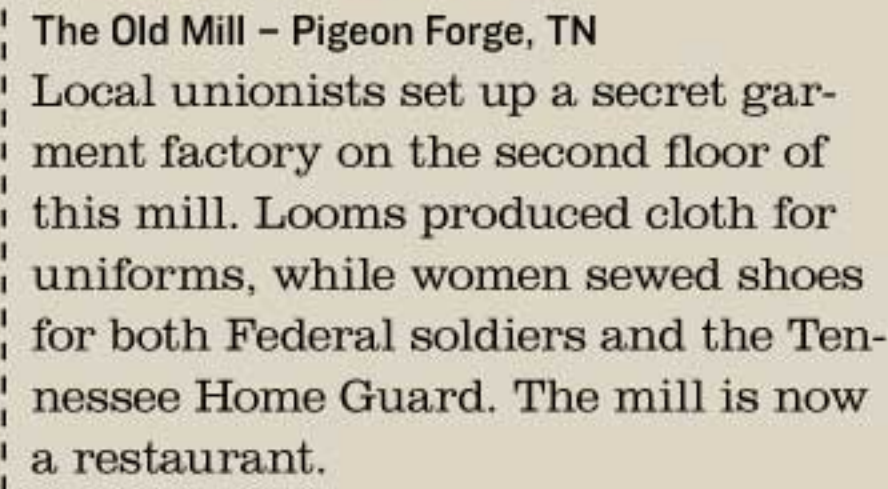 The Old Mill – Pigeon Forge, TN
Local unionists set up a secret gar-
ment factory on the second floor of
this mill. Looms produced cloth for
uniforms, while women sewed shoes
for both Federal soldiers and the Ten-
nessee Home Guard. The mill is now
a restaurant.